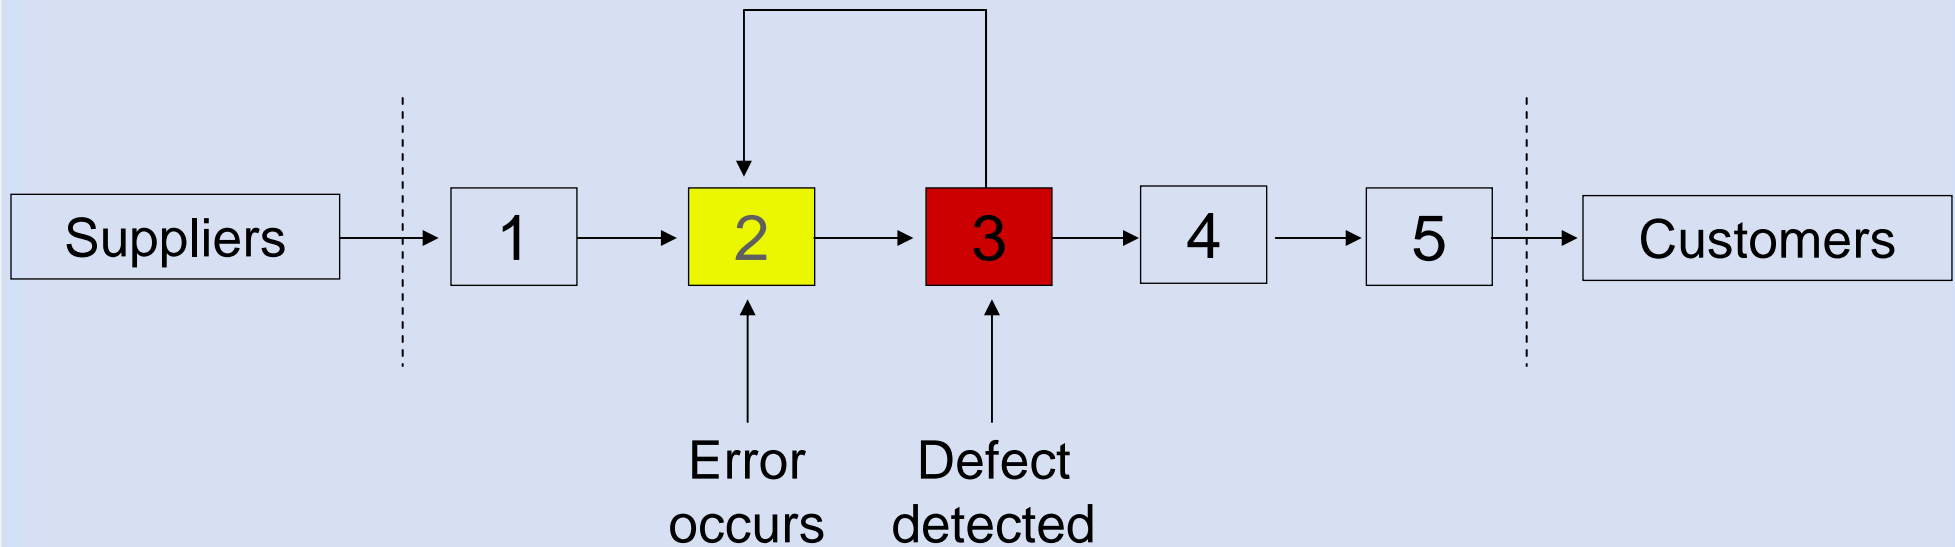 Suppliers
1
2
3
4
5
Customers
Error
occurs
Defect
detected